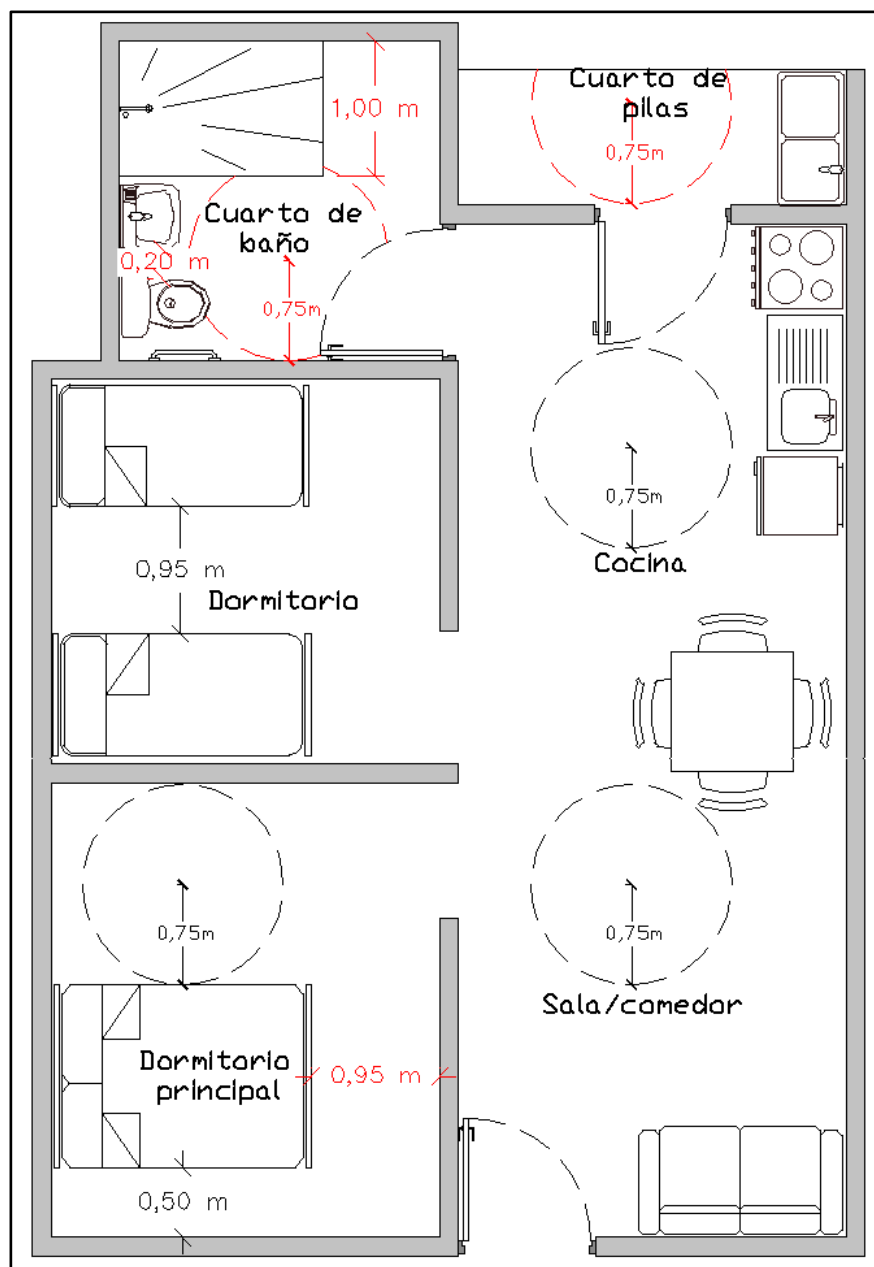 Cuarto de
pilas
1,00 m
0,75m
Cuarto de
baño
0,20 m
0,75m
0,75m
Cocina
0,95 m
Dormitorio
0,75m
0,75m
Sala/comedor
Dormitorio
principal
0,95 m
0,50 m